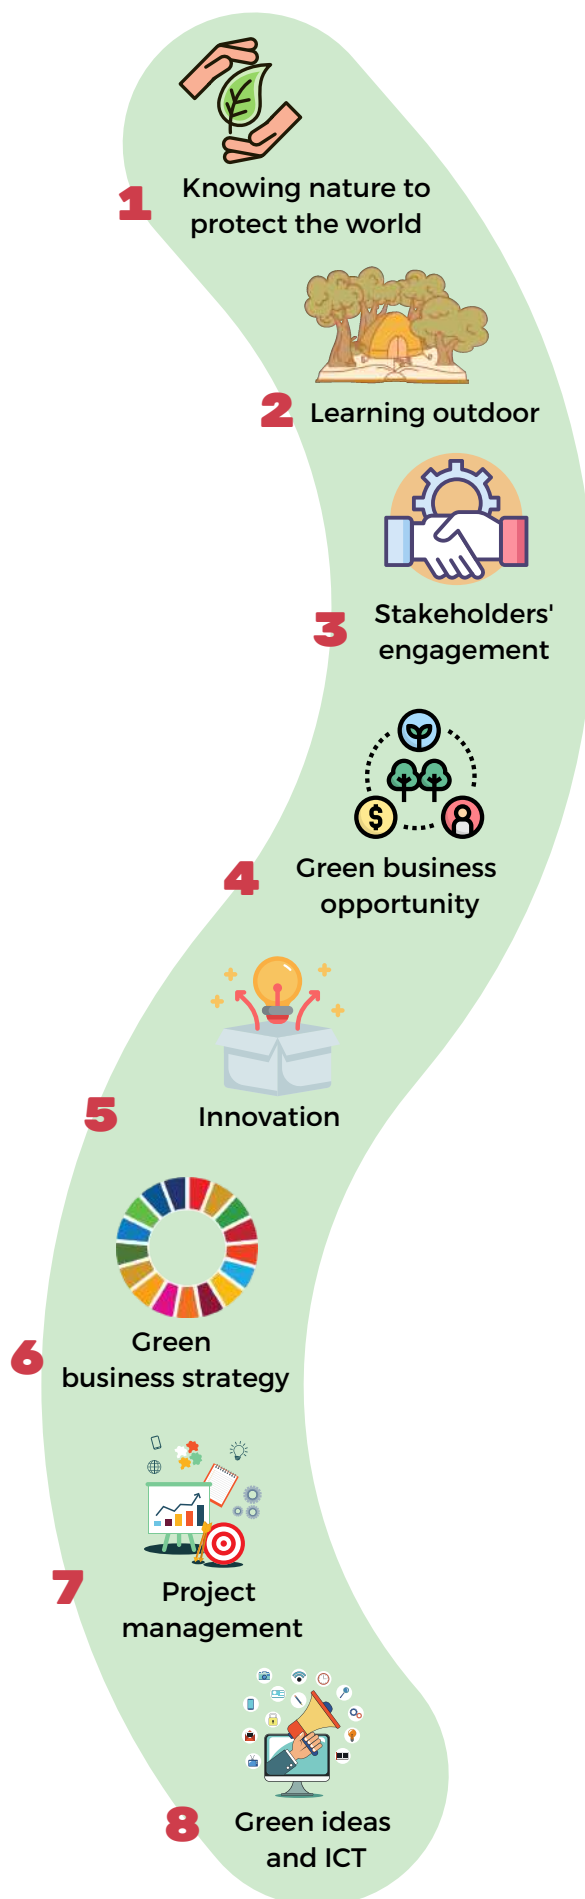 1
Knowing nature to
protect the world
2
Learning outdoor
3
Stakeholders'
engagement
4
Green business
opportunity
$
5
Innovation
6
Green
business strategy
7
Project
management
8
Green ideas
and ICT